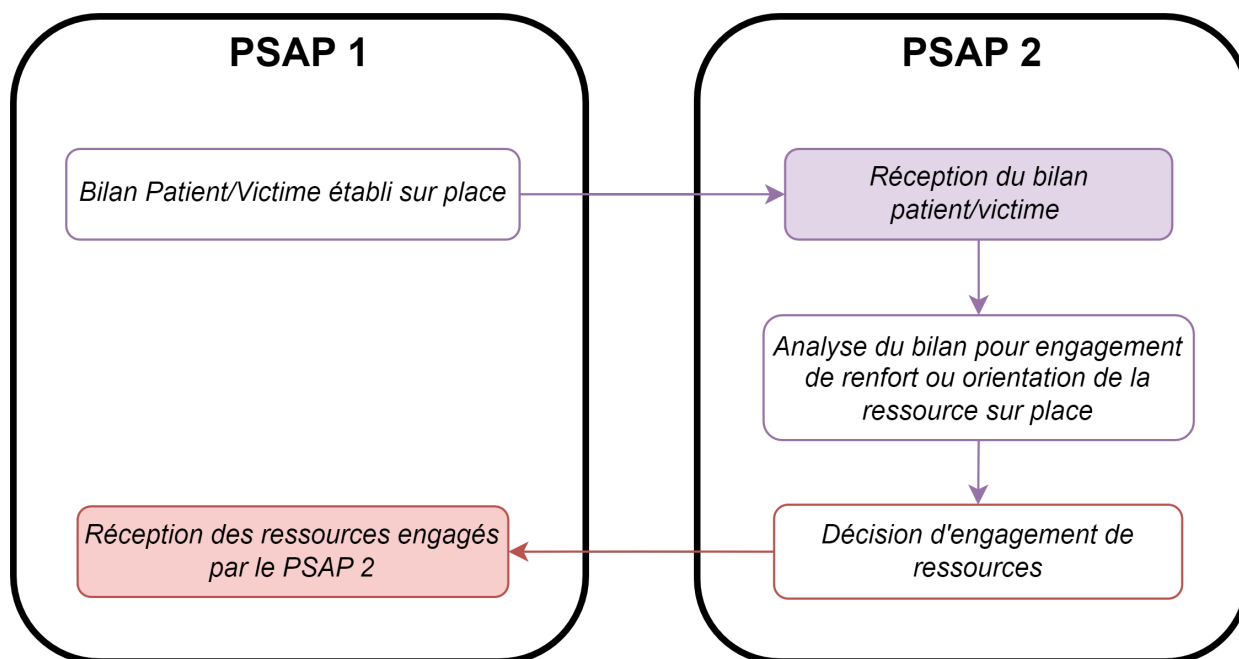 PSAP 1
Bilan Patient/Victime établi sur place
Réception des ressources engagés
par le PSAP 2
PSAP 2
Réception du bilan
patient/victime
Analyse du bilan pour engagement
de renfort ou orientation de la
ressource sur place
Décision d'engagement de
ressources